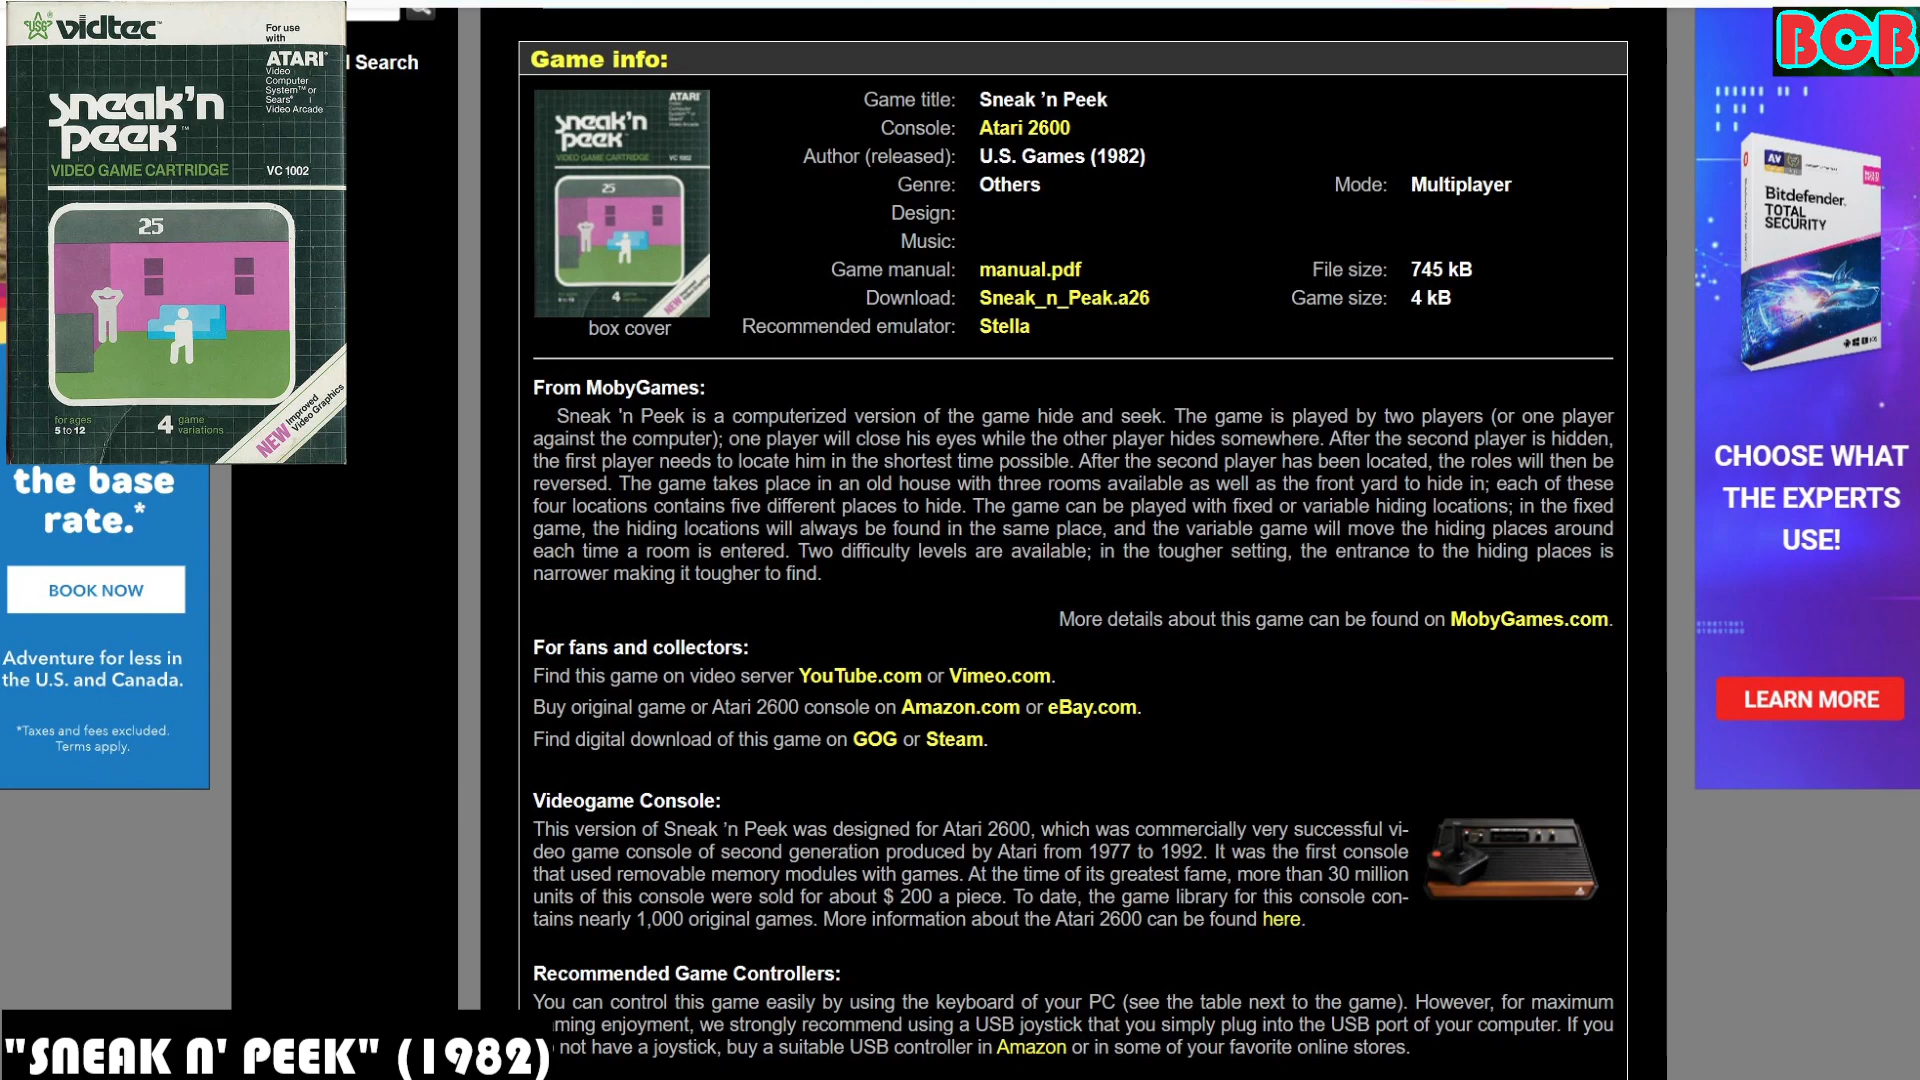 USG®
vidtec™
For use
with
ATARI®
Video
Computer
System™ or
Sears®
Video Arcade
sneak'n
peek™
VIDEO GAME CARTRIDGE
VC 1002
25
for ages
5 to 12
4 game
variations
NEW Improved
Video Graphics
l Search
the base
rate.*
BOOK NOW
Adventure for less in
the U.S. and Canada.
*Taxes and fees excluded.
Terms apply.
Game info:
ATARI
sneak'n
peek
VIDEO GAME CARTRIDGE
VC 1002
25
4
NEW
box cover
Game title: Sneak ’n Peek
Console: Atari 2600
Author (released): U.S. Games (1982)
Genre: Others Mode: Multiplayer
Design:
Music:
Game manual: manual.pdf File size: 745 kB
Download: Sneak_n_Peak.a26 Game size: 4 kB
Recommended emulator: Stella
From MobyGames:
Sneak 'n Peek is a computerized version of the game hide and seek. The game is played by two players (or one player
against the computer); one player will close his eyes while the other player hides somewhere. After the second player is hidden,
the first player needs to locate him in the shortest time possible. After the second player has been located, the roles will then be
reversed. The game takes place in an old house with three rooms available as well as the front yard to hide in; each of these
four locations contains five different places to hide. The game can be played with fixed or variable hiding locations; in the fixed
game, the hiding locations will always be found in the same place, and the variable game will move the hiding places around
each time a room is entered. Two difficulty levels are available; in the tougher setting, the entrance to the hiding places is
narrower making it tougher to find.
More details about this game can be found on MobyGames.com.
For fans and collectors:
Find this game on video server YouTube.com or Vimeo.com.
Buy original game or Atari 2600 console on Amazon.com or eBay.com.
Find digital download of this game on GOG or Steam.
Videogame Console:
This version of Sneak ’n Peek was designed for Atari 2600, which was commercially very successful vi-
deo game console of second generation produced by Atari from 1977 to 1992. It was the first console
that used removable memory modules with games. At the time of its greatest fame, more than 30 million
units of this console were sold for about $ 200 a piece. To date, the game library for this console con-
tains nearly 1,000 original games. More information about the Atari 2600 can be found here.
Recommended Game Controllers:
You can control this game easily by using the keyboard of your PC (see the table next to the game). However, for maximum
ming enjoyment, we strongly recommend using a USB joystick that you simply plug into the USB port of your computer. If you
not have a joystick, buy a suitable USB controller in Amazon or in some of your favorite online stores.
BCB
AV
Bitdefender
TOTAL
SECURITY
CHOOSE WHAT
THE EXPERTS
USE!
LEARN MORE
"SNEAK N' PEEK" (1982)